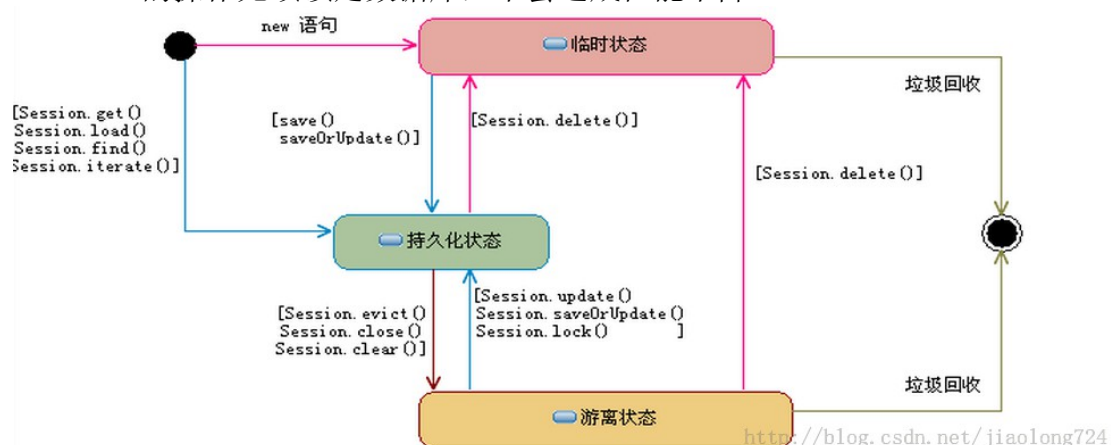 new 语句
临时状态
垃圾回收
[Session.get()
Session.load()
Session.find()
Session.iterate()]
[save()
saveOrUpdate()]
[Session.delete()]
[Session.delete()]
持久化状态
[Session.evict()
Session.close()
Session.clear()]
[Session.update()
Session.saveOrUpdate()
Session.lock() ]
垃圾回收
游离状态
http://blog.csdn.net/jiaolong724